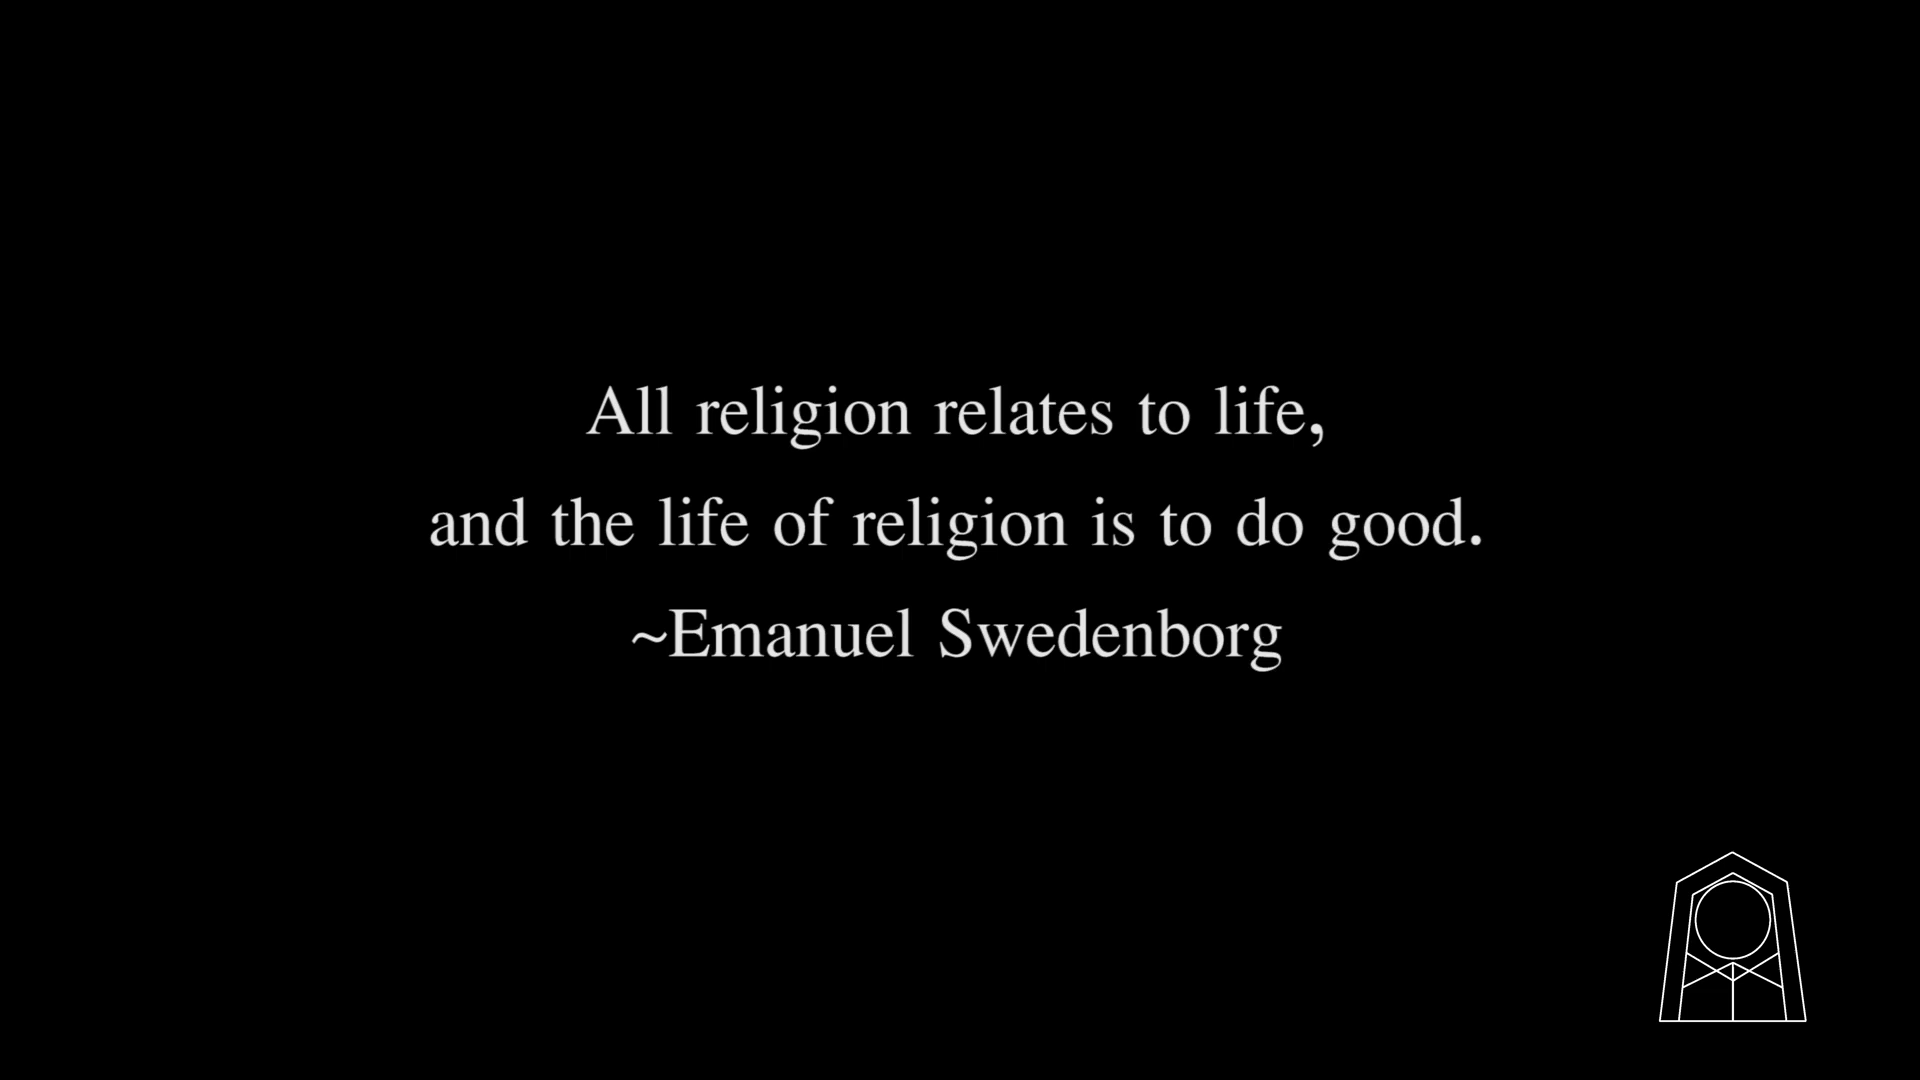 All religion relates to life,
and the life of religion is to do good.
~Emanuel Swedenborg